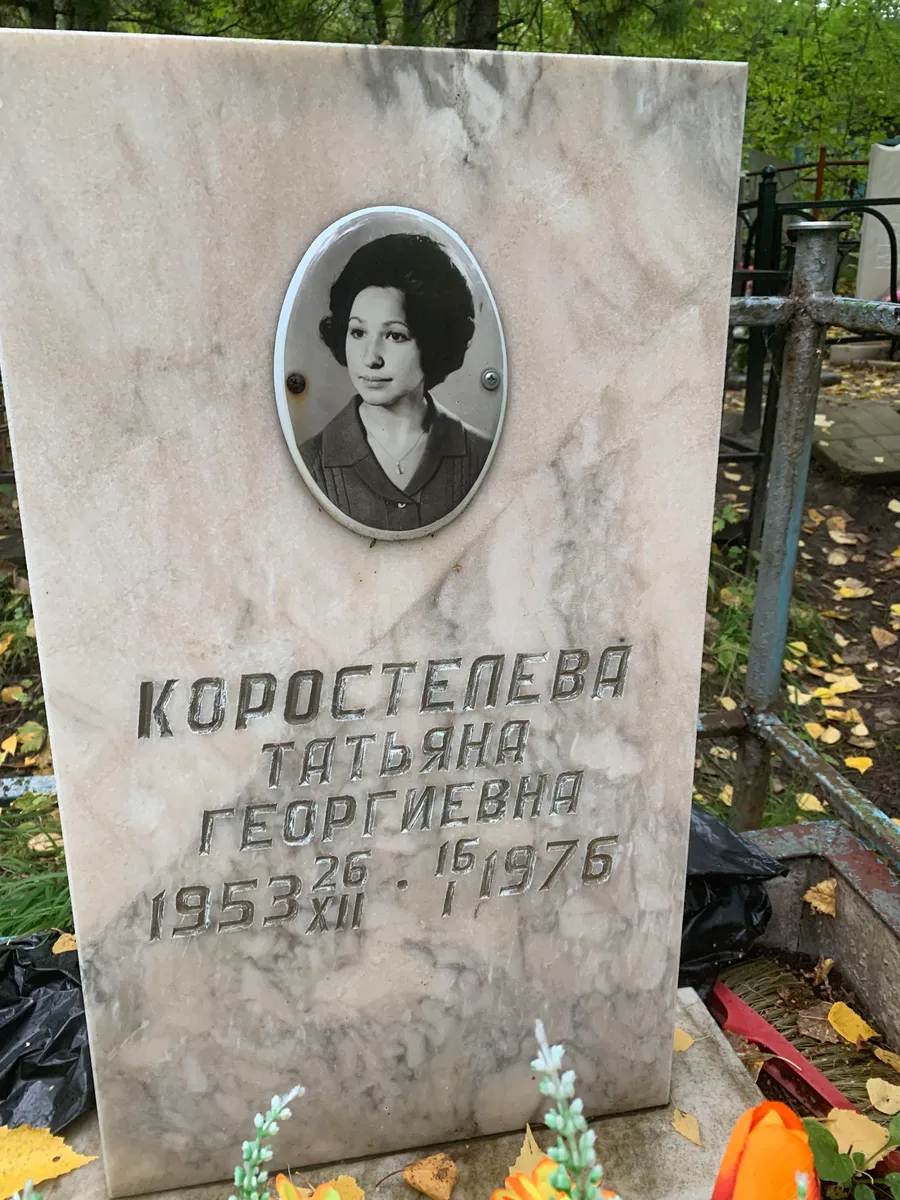 КОРОСТЕЛЕВА
ТАТЬЯНА
ГЕОРГИЕВНА
1953 26/XII · 16/I 1976